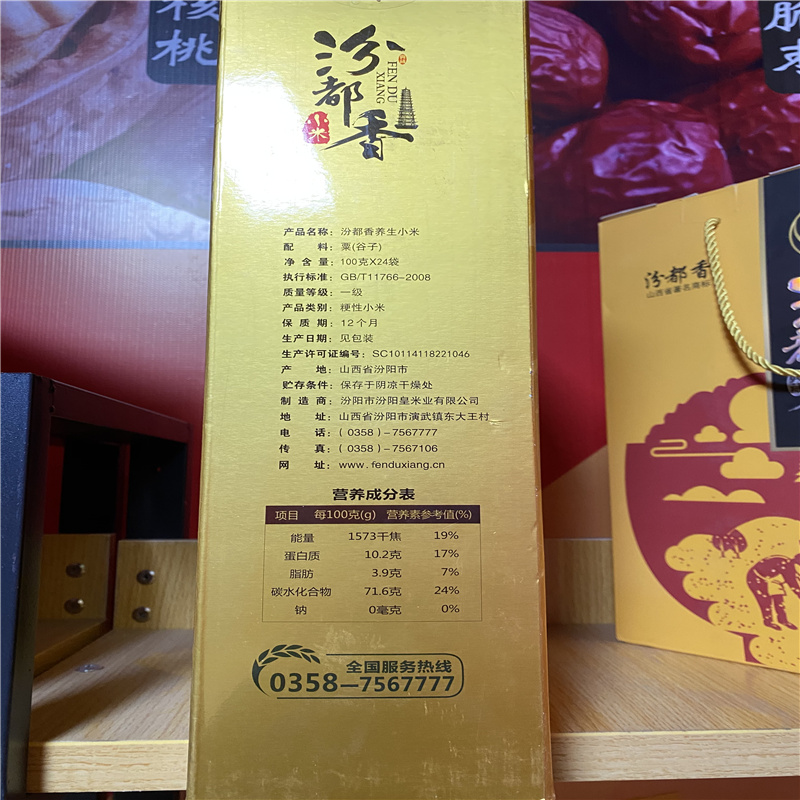 核桃
脆枣
汾都香
FEN DU
XIANG
小米
产品名称：汾都香养生小米
配　料：粟(谷子)
净 含 量：100克X24袋
执行标准：GB/T11766-2008
质量等级：一级
产品类别：粳性小米
保 质 期：12个月
生产日期：见包装
生产许可证编号：SC10114118221046
产　地：山西省汾阳市
贮存条件：保存于阴凉干燥处
制 造 商：汾阳市汾阳皇米业有限公司
地　址：山西省汾阳市演武镇东大王村
电　话：(0358)-7567777
传　真：(0358)-7567106
网　址：www.fenduxiang.cn
营养成分表
项目 每100克(g) 营养素参考值(%)
能量 1573千焦 19%
蛋白质 10.2克 17%
脂肪 3.9克 7%
碳水化合物 71.6克 24%
钠 0毫克 0%
全国服务热线
0358—7567777
汾都香
山西省著名商标